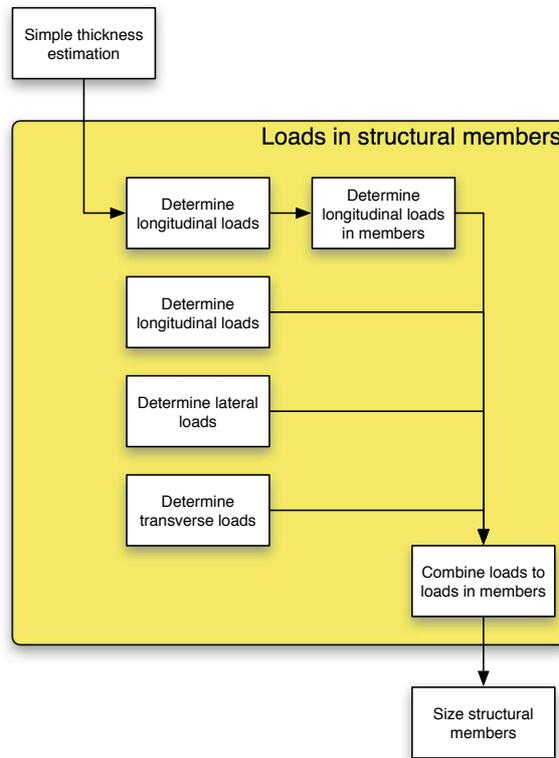 Simple thickness
estimation
Loads in structural members
Determine
longitudinal loads
Determine
longitudinal loads
in members
Determine
longitudinal loads
Determine lateral
loads
Determine
transverse loads
Combine loads to
loads in members
Size structural
members